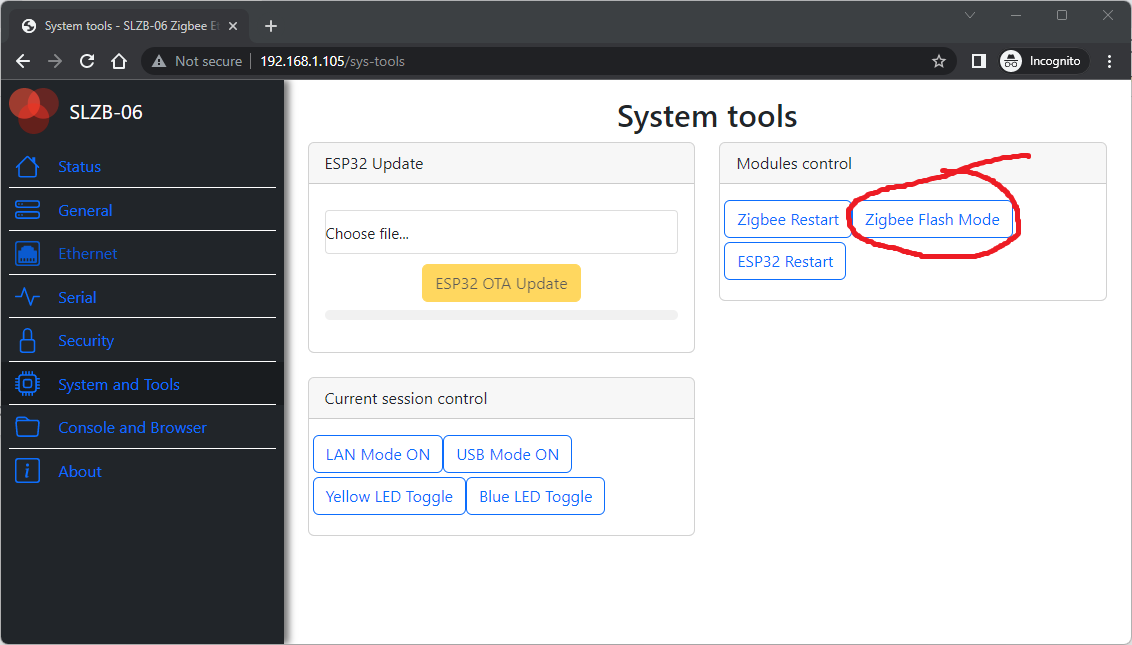 System tools - SLZB-06 Zigbee Et
Not secure 192.168.1.105/sys-tools
Incognito
SLZB-06
Status
General
Ethernet
Serial
Security
System and Tools
Console and Browser
About
System tools
ESP32 Update
Choose file...
ESP32 OTA Update
Current session control
LAN Mode ON USB Mode ON
Yellow LED Toggle Blue LED Toggle
Modules control
Zigbee Restart Zigbee Flash Mode
ESP32 Restart